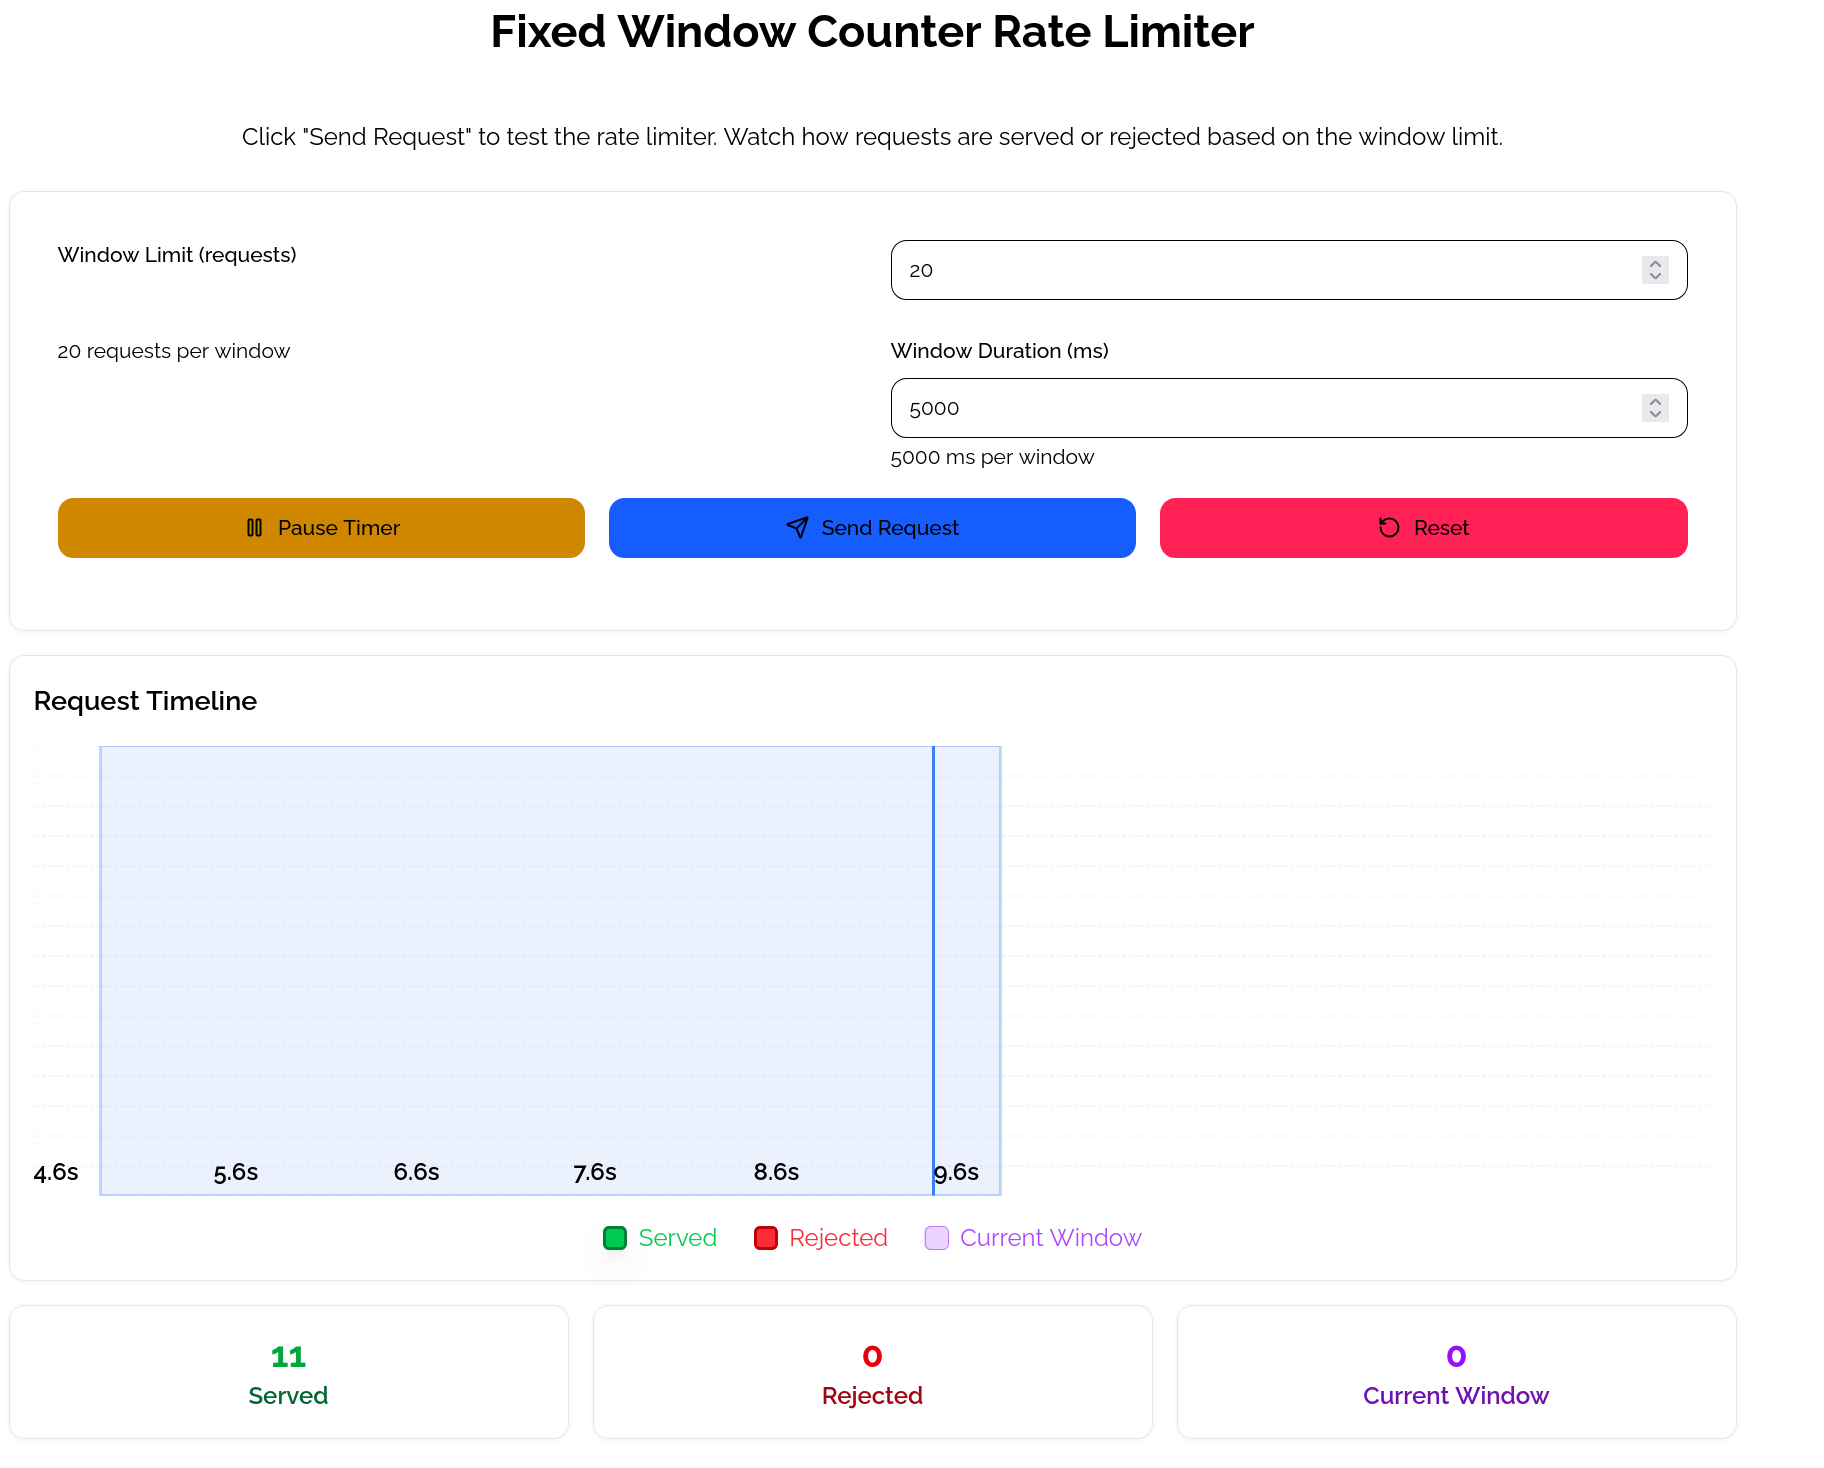 Fixed Window Counter Rate Limiter
Click "Send Request" to test the rate limiter. Watch how requests are served or rejected based on the window limit.
Window Limit (requests)
20
20 requests per window
Window Duration (ms)
5000
5000 ms per window
Pause Timer
Send Request
Reset
Request Timeline
4.6s 5.6s 6.6s 7.6s 8.6s 9.6s
Served Rejected Current Window
11
Served
0
Rejected
0
Current Window